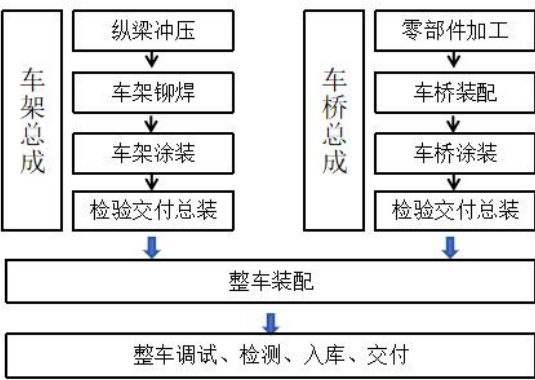 车架总成
纵梁冲压
车架铆焊
车架涂装
检验交付总装
车桥总成
零部件加工
车桥装配
车桥涂装
检验交付总装
整车装配
整车调试、检测、入库、交付